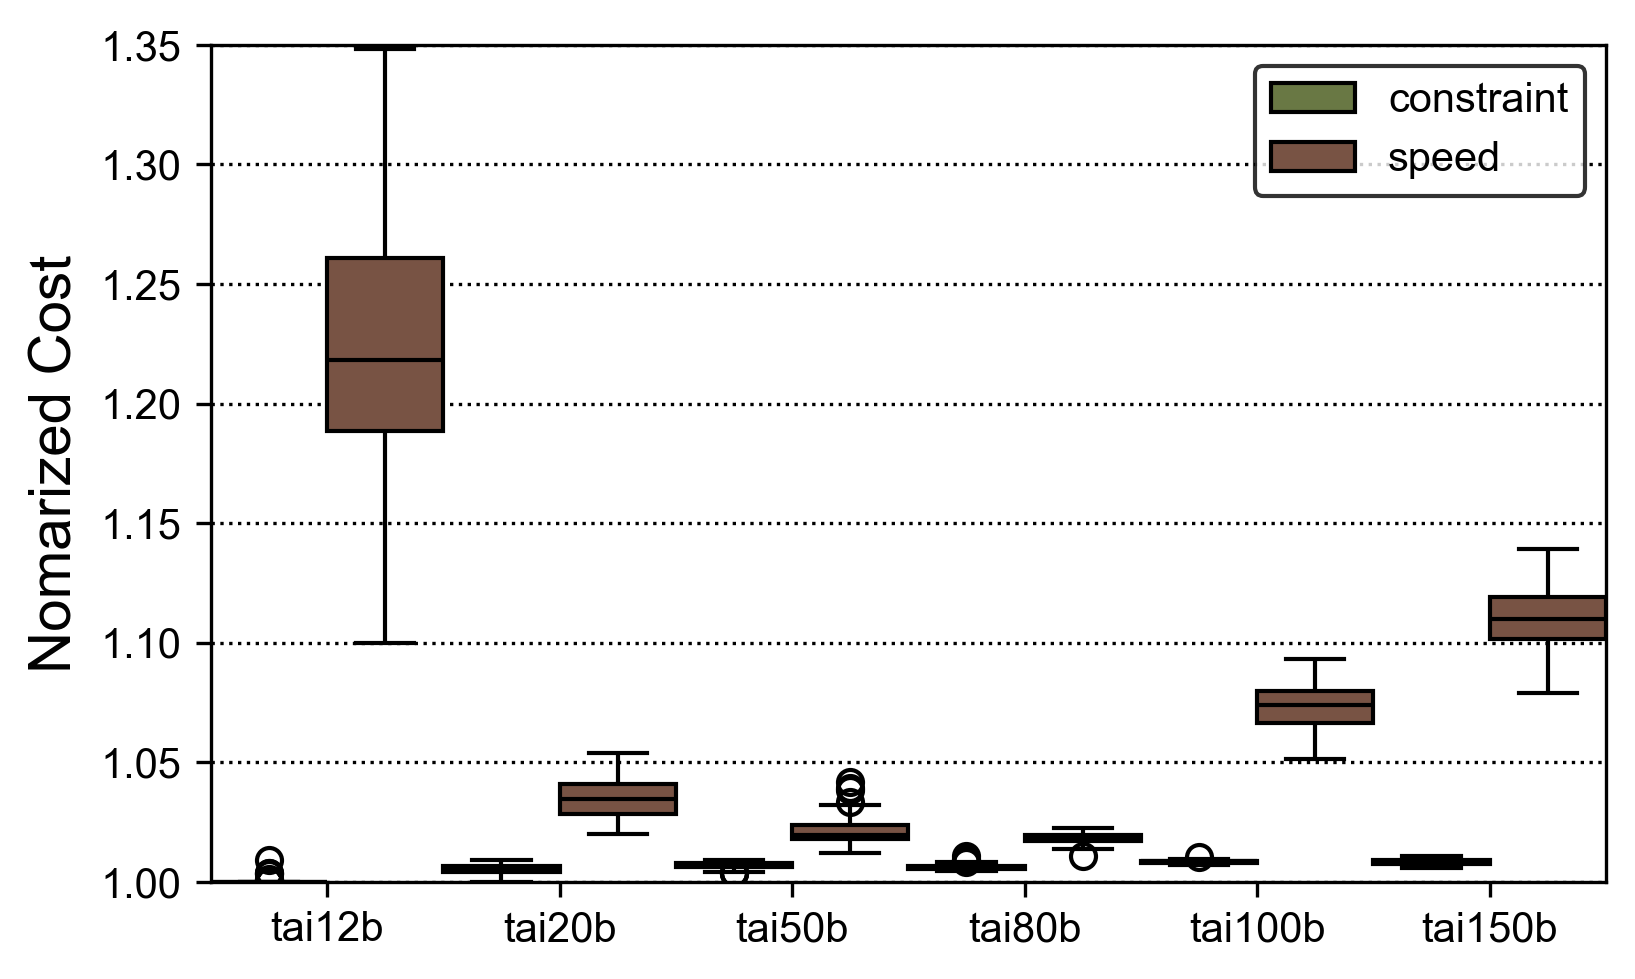 Nomarized Cost
1.35
1.30
1.25
1.20
1.15
1.10
1.05
1.00
constraint
speed
tai12b
tai20b
tai50b
tai80b
tai100b
tai150b